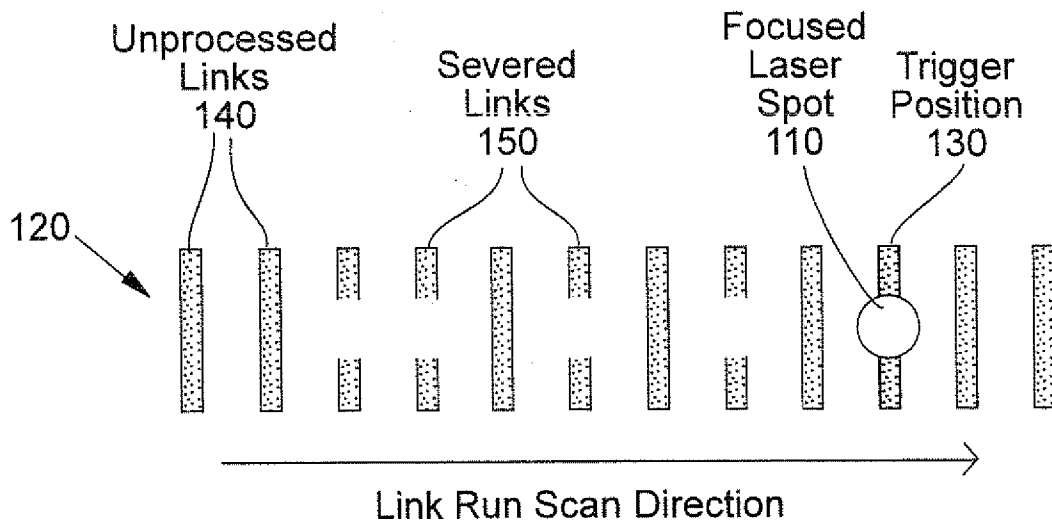 Unprocessed
Links
140
Severed
Links
150
Focused
Laser
Spot
110
Trigger
Position
130
120
Link Run Scan Direction